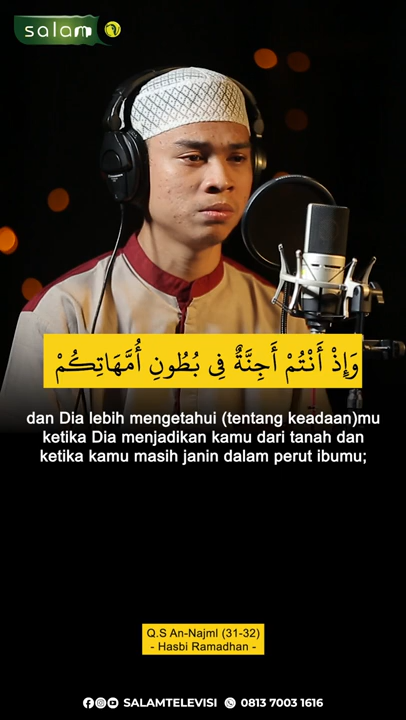 salam
وَإِذْ أَنْتُمْ أَجِنَّةٌ فِي بُطُونِ أُمَّهَاتِكُمْ
dan Dia lebih mengetahui (tentang keadaan)mu
ketika Dia menjadikan kamu dari tanah dan
ketika kamu masih janin dalam perut ibumu;
Q.S An-Najml (31-32)
- Hasbi Ramadhan -
SALAMTELEVISI 0813 7003 1616